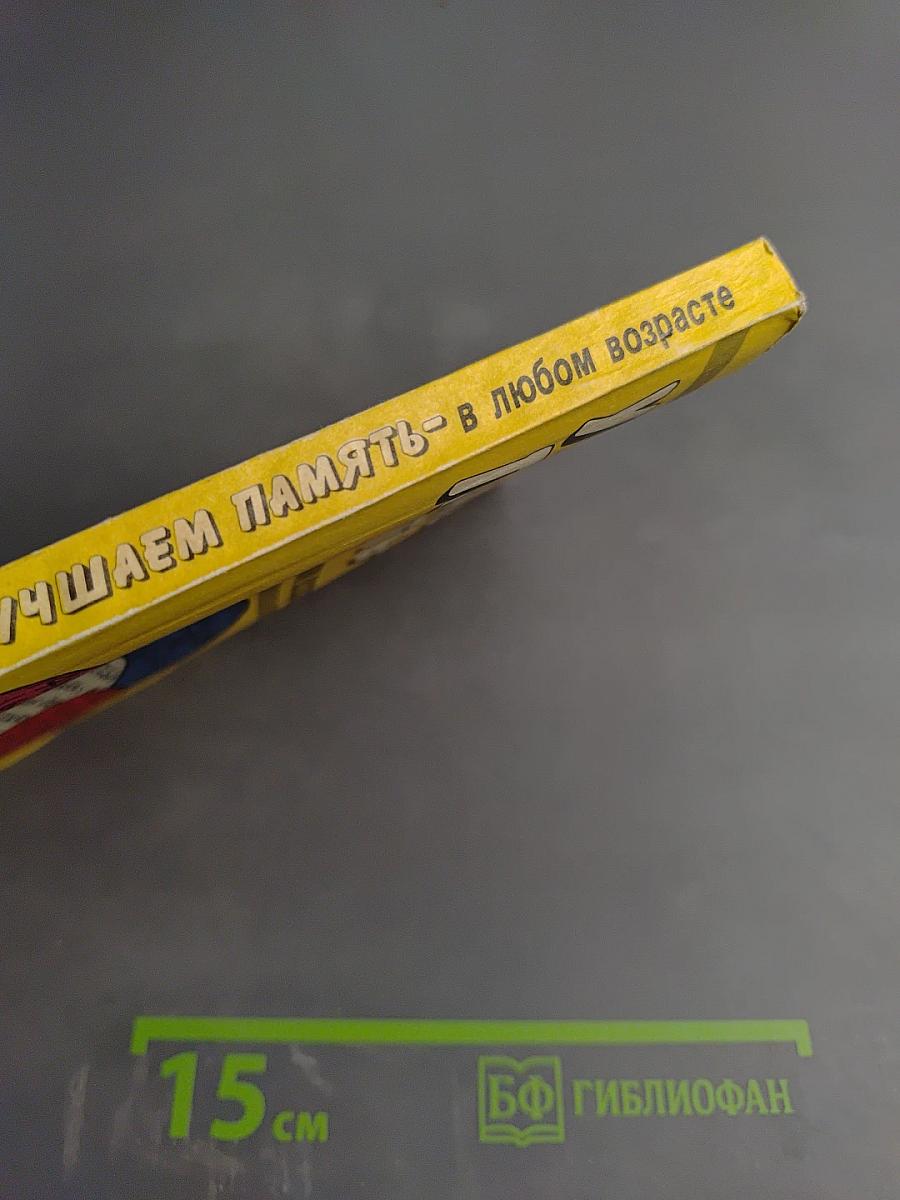 УЧШАЕМ ПАМЯТЬ- в любом возрасте
15 см
БФ ГИБЛИОФАН